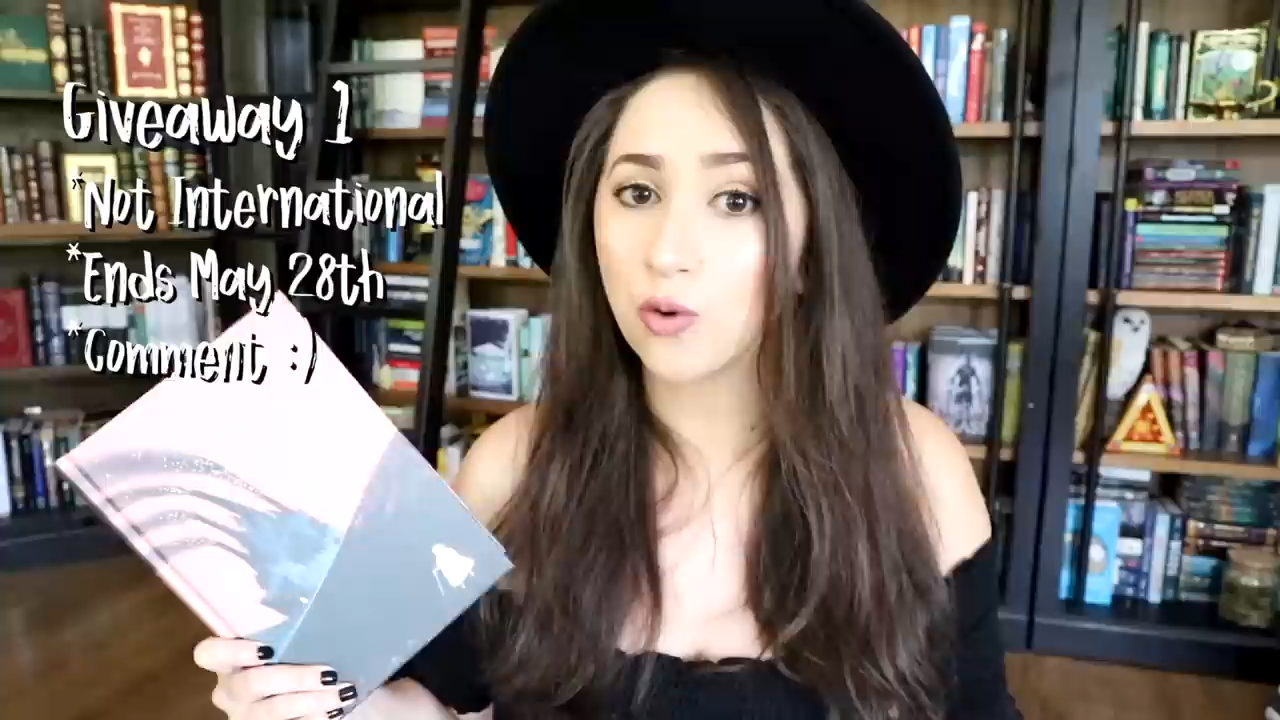 Giveaway 1
*Not International
*Ends May 28th
*Comment :)